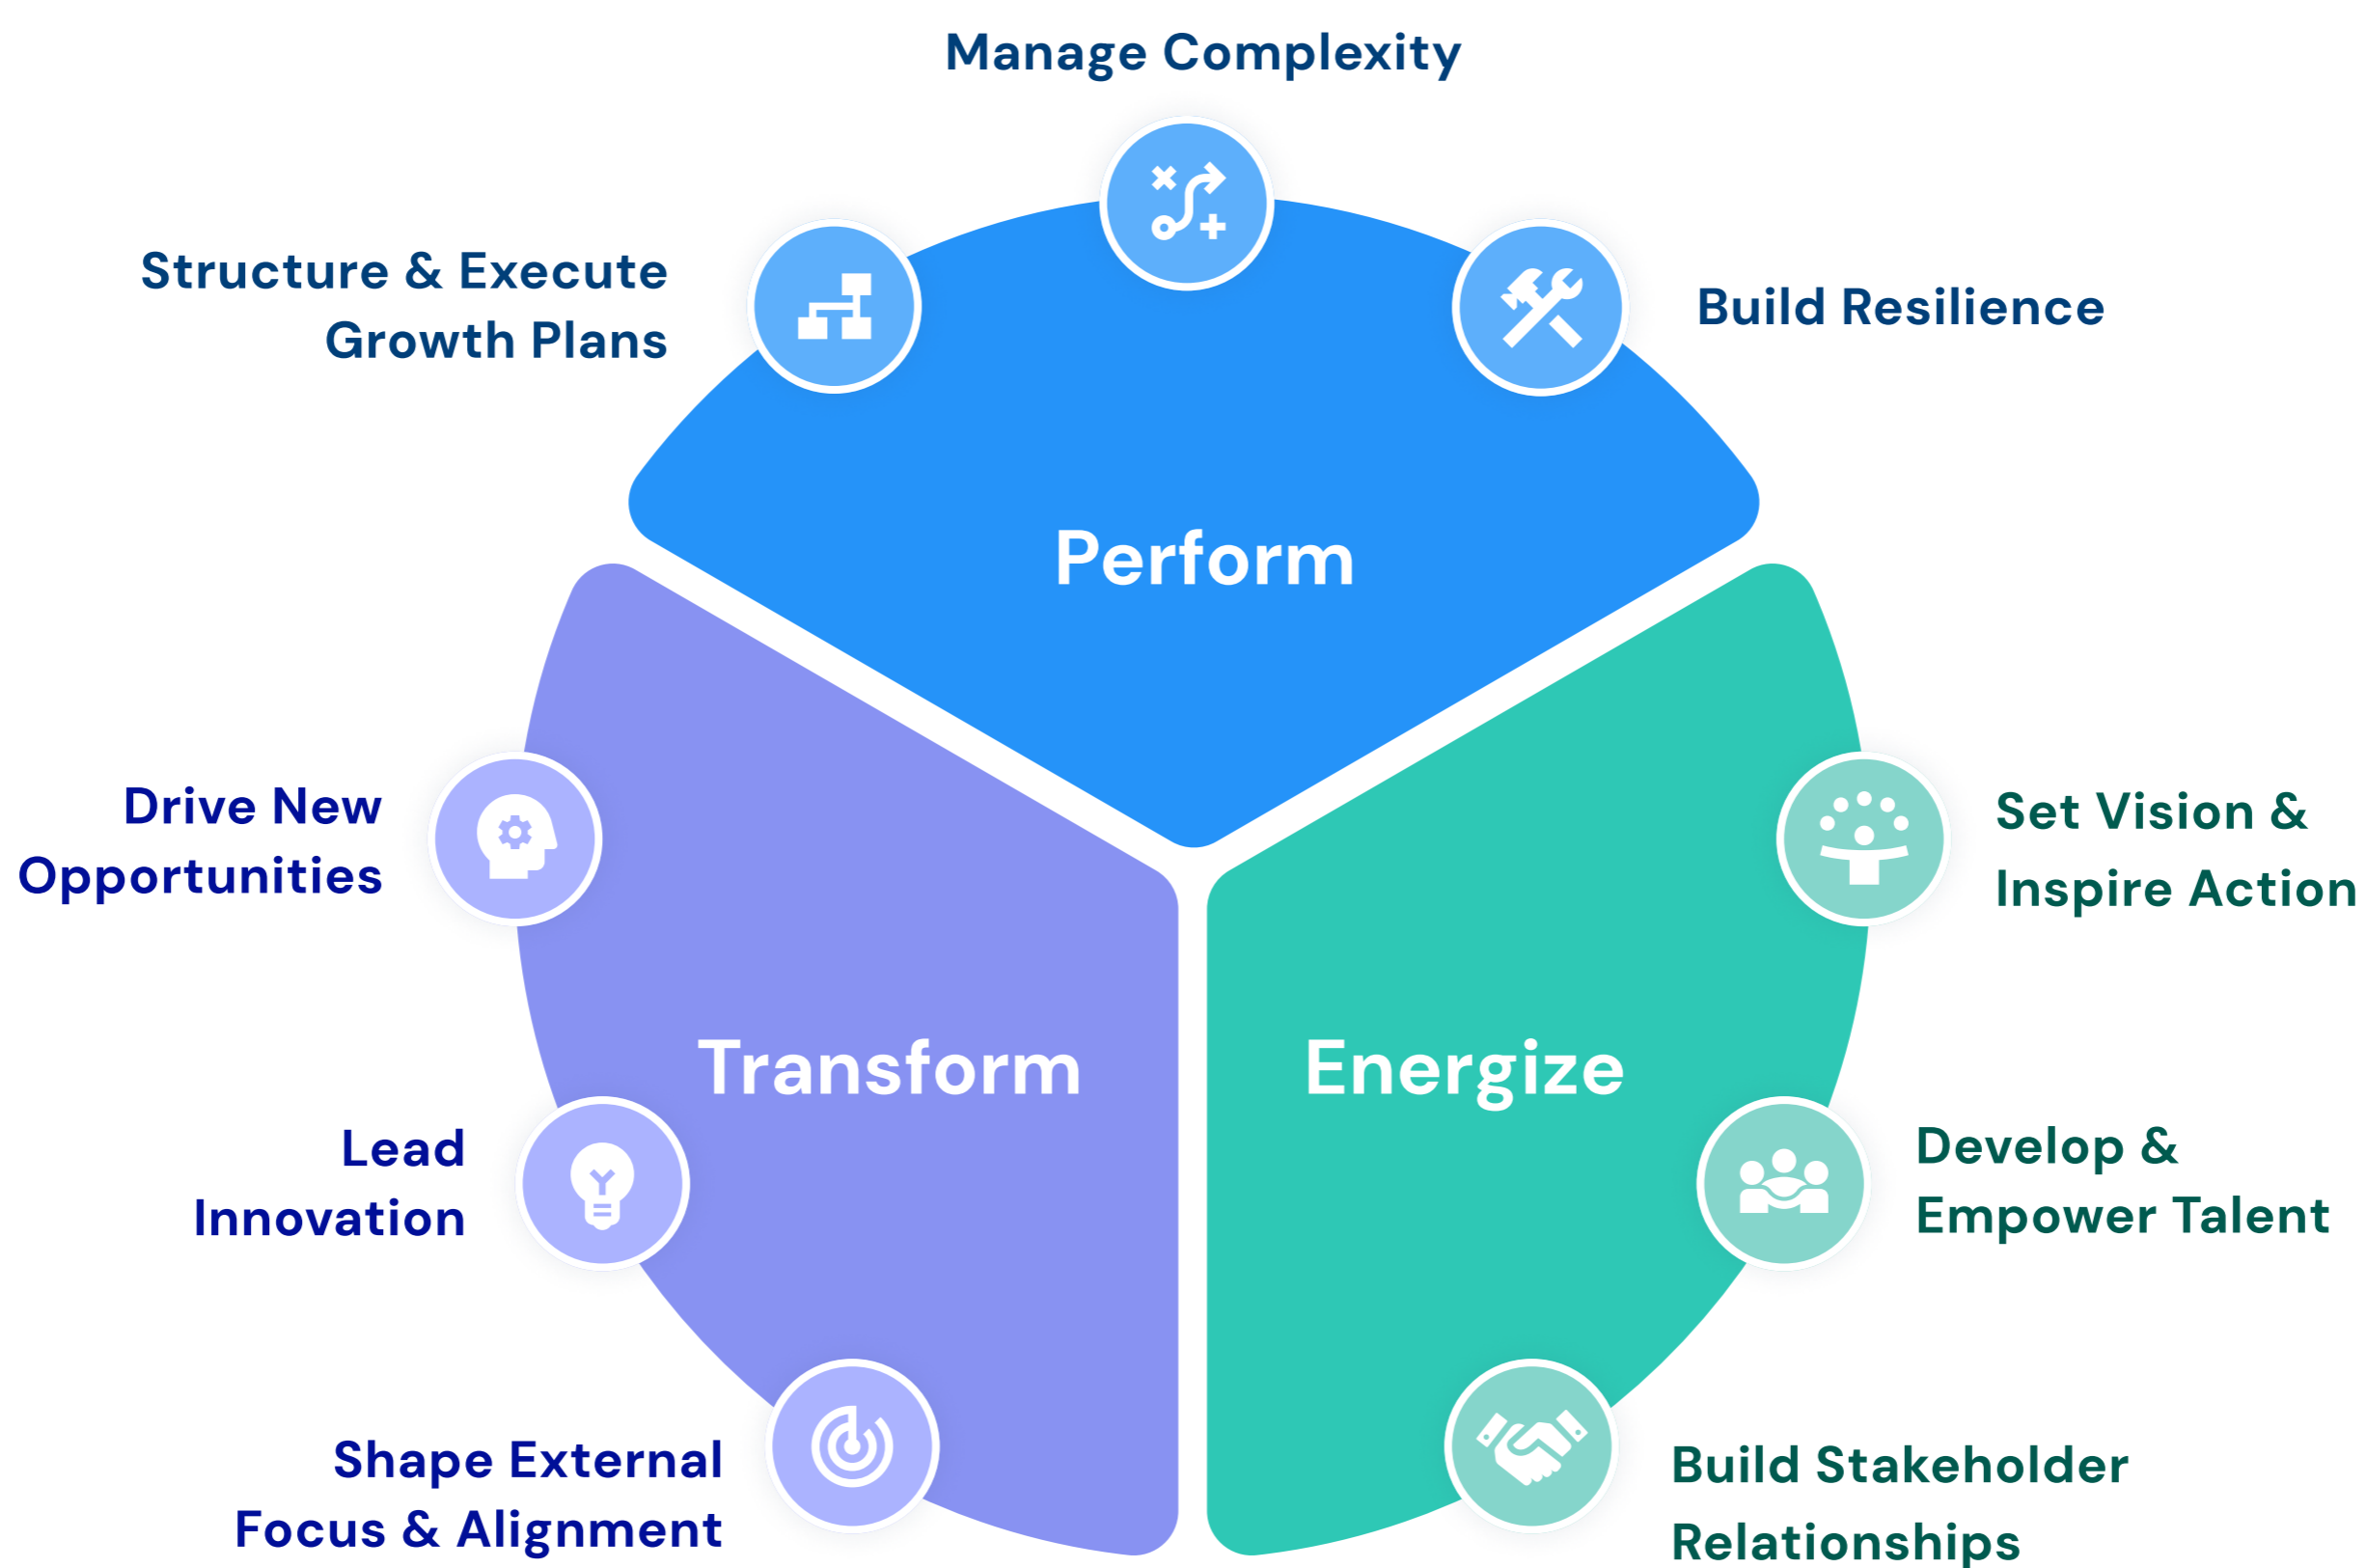 Manage Complexity
Structure & Execute
Growth Plans
Build Resilience
Perform
Drive New
Opportunities
Set Vision &
Inspire Action
Transform
Energize
Lead
Innovation
Develop &
Empower Talent
Shape External
Focus & Alignment
Build Stakeholder
Relationships